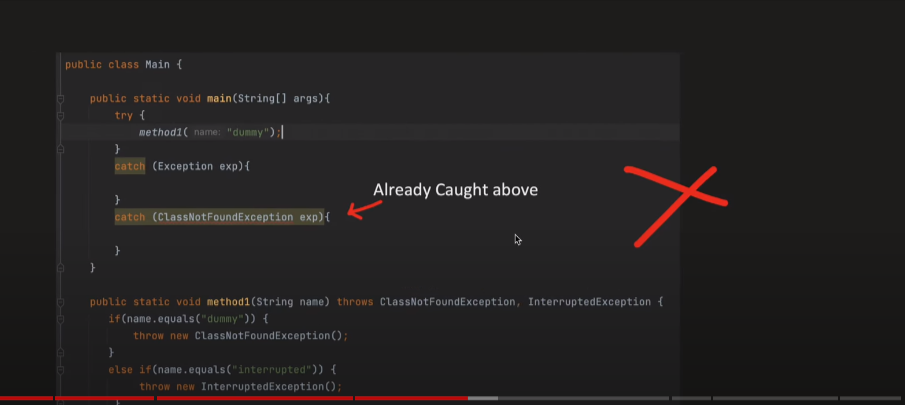 public class Main {
public static void main(String[] args){
try {
method1( name: "dummy");
}
catch (Exception exp){
}
Already Caught above
catch (ClassNotFoundException exp){
}
}
public static void method1(String name) throws ClassNotFoundException, InterruptedException {
if(name.equals("dummy")) {
throw new ClassNotFoundException();
}
else if(name.equals("interrupted")) {
throw new InterruptedException();